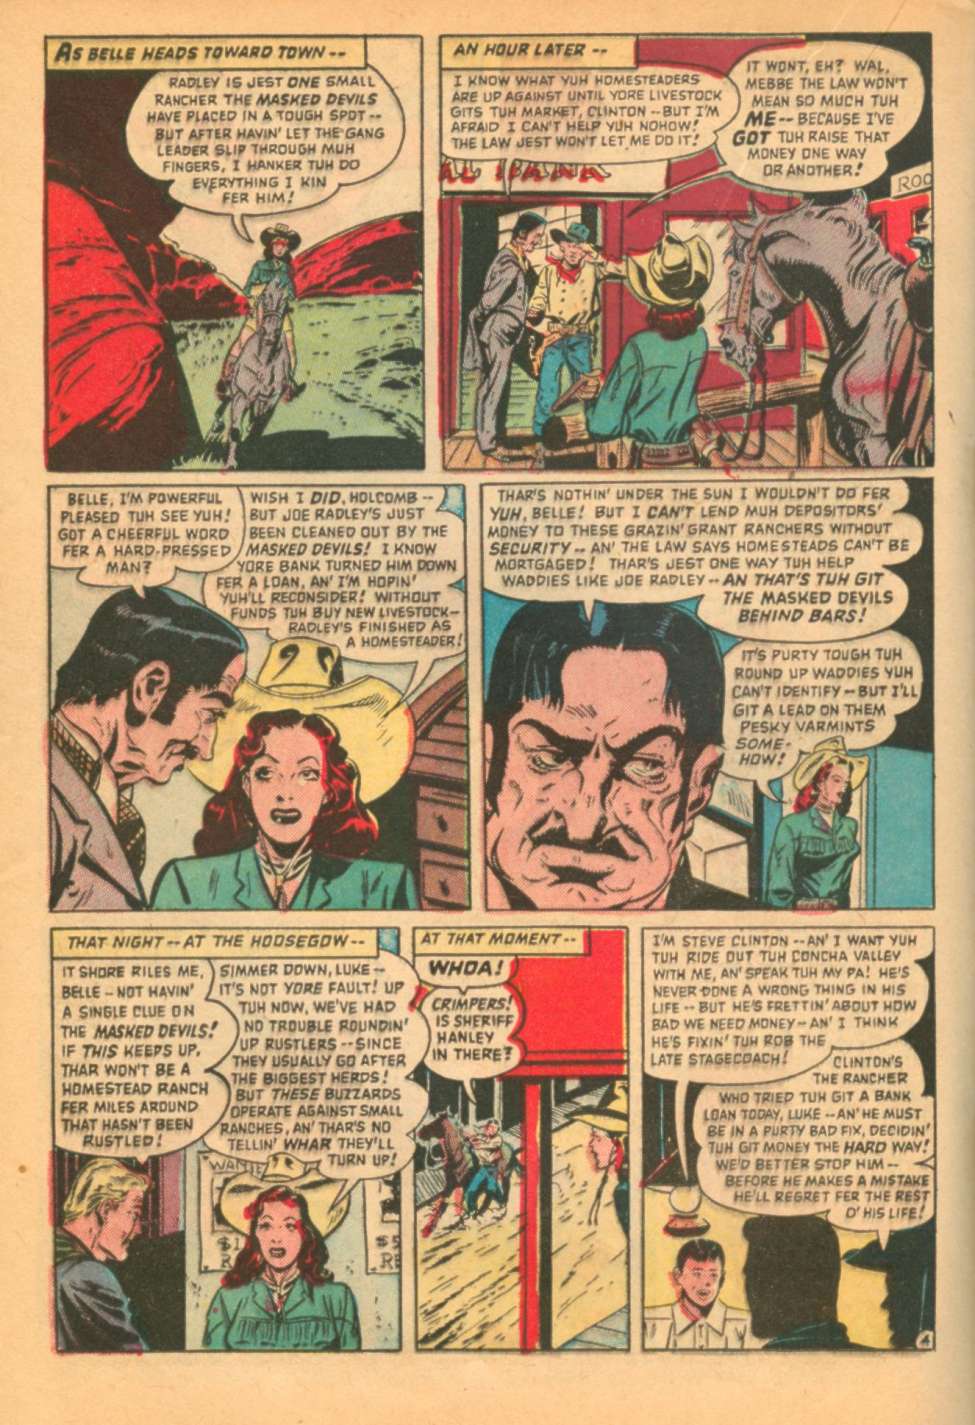 AS BELLE HEADS TOWARD TOWN--
RADLEY IS JEST ONE SMALL
RANCHER THE MASKED DEVILS
HAVE PLACED IN A TOUGH SPOT--
BUT AFTER HAVIN' LET THE GANG
LEADER SLIP THROUGH MUH
FINGERS, I HANKER TUH DO
EVERYTHING I KIN
FER HIM!
AN HOUR LATER--
I KNOW WHAT YUH HOMESTEADERS
ARE UP AGAINST UNTIL YORE LIVESTOCK
GITS TUH MARKET, CLINTON--BUT I'M
AFRAID I CAN'T HELP YUH NOHOW!
THE LAW JEST WON'T LET ME DO IT!
IT WONT, EH? WAL,
MEBBE THE LAW WON'T
MEAN SO MUCH TUH
ME--BECAUSE I'VE
GOT TUH RAISE THAT
MONEY ONE WAY
OR ANOTHER!
ROO
BELLE, I'M POWERFUL
PLEASED TUH SEE YUH!
GOT A CHEERFUL WORD
FER A HARD-PRESSED
MAN?
WISH I DID, HOLCOMB--
BUT JOE RADLEY'S JUST
BEEN CLEANED OUT BY THE
MASKED DEVILS! I KNOW
YORE BANK TURNED HIM DOWN
FER A LOAN, AN' I'M HOPIN'
YUH'LL RECONSIDER! WITHOUT
FUNDS TUH BUY NEW LIVESTOCK--
RADLEY'S FINISHED AS
A HOMESTEADER!
THAR'S NOTHIN' UNDER THE SUN I WOULDN'T DO FER
YUH, BELLE! BUT I CAN'T LEND MUH DEPOSITORS'
MONEY TO THESE GRAZIN' GRANT RANCHERS WITHOUT
SECURITY--AN' THE LAW SAYS HOMESTEADS CAN'T BE
MORTGAGED! THAR'S JEST ONE WAY TUH HELP
WADDIES LIKE JOE RADLEY--AN THAT'S TUH GIT
THE MASKED DEVILS
BEHIND BARS!
IT'S PURTY TOUGH TUH
ROUND UP WADDIES YUH
CAN'T IDENTIFY--BUT I'LL
GIT A LEAD ON THEM
PESKY VARMINTS
SOME-
HOW!
THAT NIGHT--AT THE HOOSEGOW--
IT SHORE RILES ME,
BELLE--NOT HAVIN'
A SINGLE CLUE ON
THE MASKED DEVILS!
IF THIS KEEPS UP,
THAR WON'T BE A
HOMESTEAD RANCH
FER MILES AROUND
THAT HASN'T BEEN
RUSTLED!
SIMMER DOWN, LUKE--
IT'S NOT YORE FAULT! UP
TUH NOW, WE'VE HAD
NO TROUBLE ROUNDIN'
UP RUSTLERS--SINCE
THEY USUALLY GO AFTER
THE BIGGEST HERDS!
BUT THESE BUZZARDS
OPERATE AGAINST SMALL
RANCHES, AN' THAR'S NO
TELLIN' WHAR THEY'LL
TURN UP!
WANTE
$1
R
$5
RE
AT THAT MOMENT--
WHOA!
CRIMPERS!
IS SHERIFF
HANLEY
IN THERE?
I'M STEVE CLINTON--AN' I WANT YUH
TUH RIDE OUT TUH CONCHA VALLEY
WITH ME, AN' SPEAK TUH MY PA! HE'S
NEVER DONE A WRONG THING IN HIS
LIFE--BUT HE'S FRETTIN' ABOUT HOW
BAD WE NEED MONEY--AN' I THINK
HE'S FIXIN' TUH ROB THE
LATE STAGECOACH!
CLINTON'S
THE RANCHER
WHO TRIED TUH GIT A BANK
LOAN TODAY, LUKE--AN' HE MUST
BE IN A PURTY BAD FIX, DECIDIN'
TUH GIT MONEY THE HARD WAY!
WE'D BETTER STOP HIM--
BEFORE HE MAKES A MISTAKE
HE'LL REGRET FER THE REST
O' HIS LIFE!
4